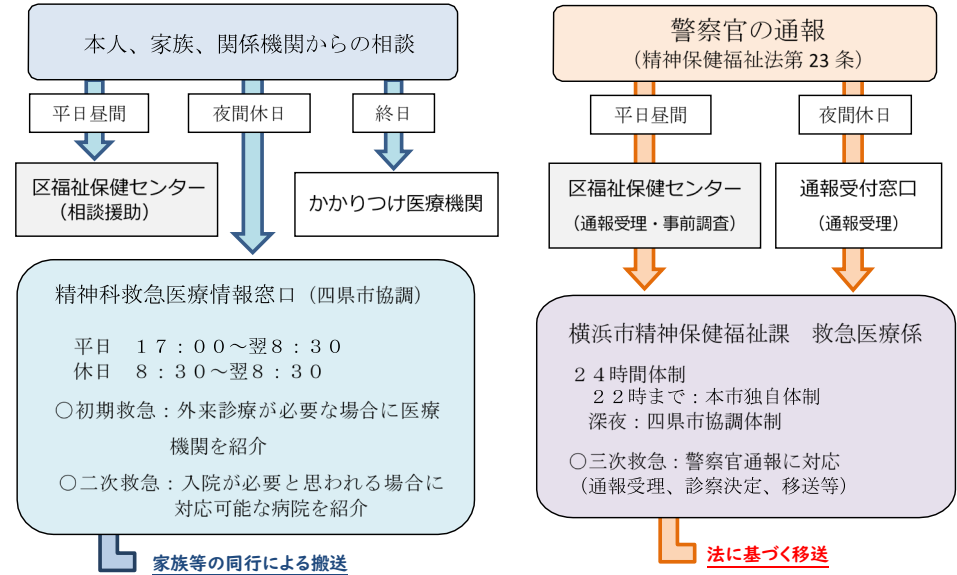 本人、家族、関係機関からの相談
平日昼間
夜間休日
終日
区福祉保健センター
（相談援助）
かかりつけ医療機関
精神科救急医療情報窓口（四県市協調）
平日　１７：００～翌８：３０
休日　８：３０～翌８：３０
○初期救急：外来診療が必要な場合に医療
機関を紹介
○二次救急：入院が必要と思われる場合に
対応可能な病院を紹介
家族等の同行による搬送
警察官の通報
（精神保健福祉法第 23 条）
平日昼間
夜間休日
区福祉保健センター
（通報受理・事前調査）
通報受付窓口
（通報受理）
横浜市精神保健福祉課　救急医療係
２４時間体制
２２時まで：本市独自体制
深夜：四県市協調体制
○三次救急：警察官通報に対応
（通報受理、診察決定、移送等）
法に基づく移送